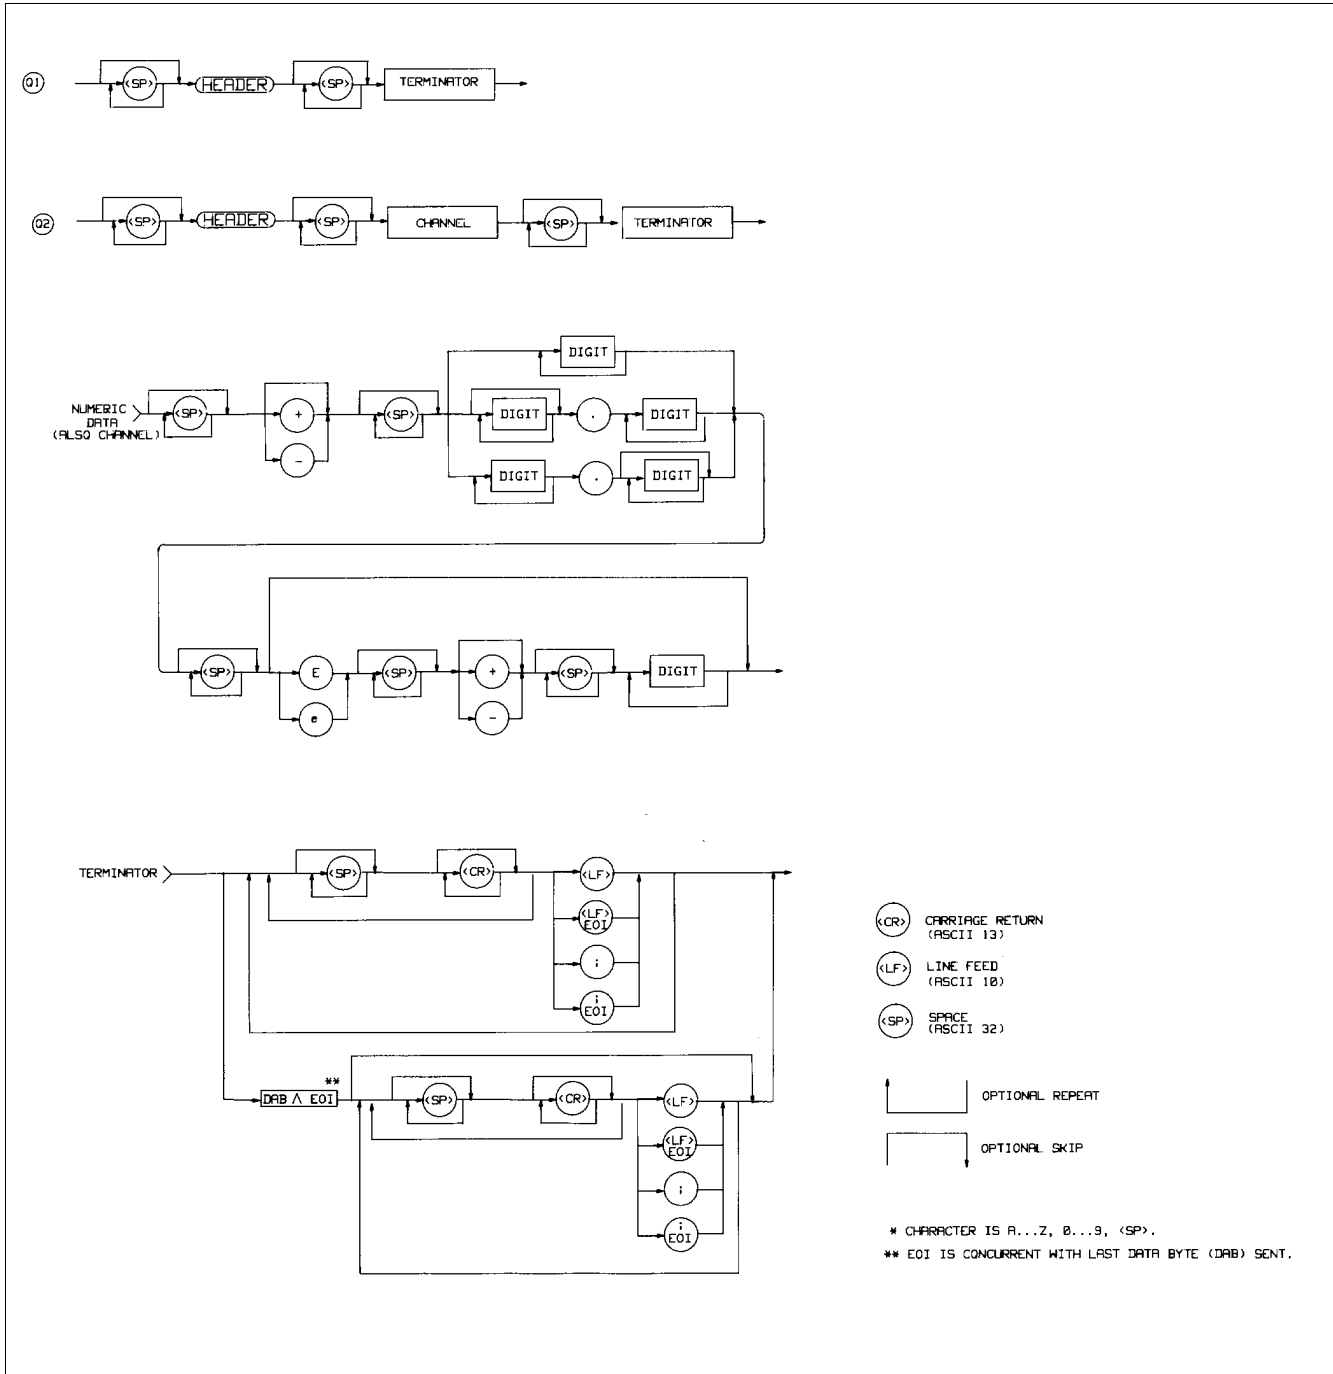 Q1 <SP> HEADER <SP> TERMINATOR
Q2 <SP> HEADER <SP> CHANNEL <SP> TERMINATOR
DIGIT
NUMERIC
DATA
(ALSO CHANNEL)
<SP> + <SP> DIGIT . DIGIT
- DIGIT . DIGIT
<SP> E <SP> + <SP> DIGIT
e -
TERMINATOR <SP> <CR> <LF>
<LF>
EOI
;
;
EOI
**
DAB ∧ EOI <SP> <CR> <LF>
<LF>
EOI
;
;
EOI
<CR> CARRIAGE RETURN
(ASCII 13)
<LF> LINE FEED
(ASCII 10)
<SP> SPACE
(ASCII 32)
OPTIONAL REPEAT
OPTIONAL SKIP
* CHARACTER IS A...Z, 0...9, <SP>.
** EOI IS CONCURRENT WITH LAST DATA BYTE (DAB) SENT.